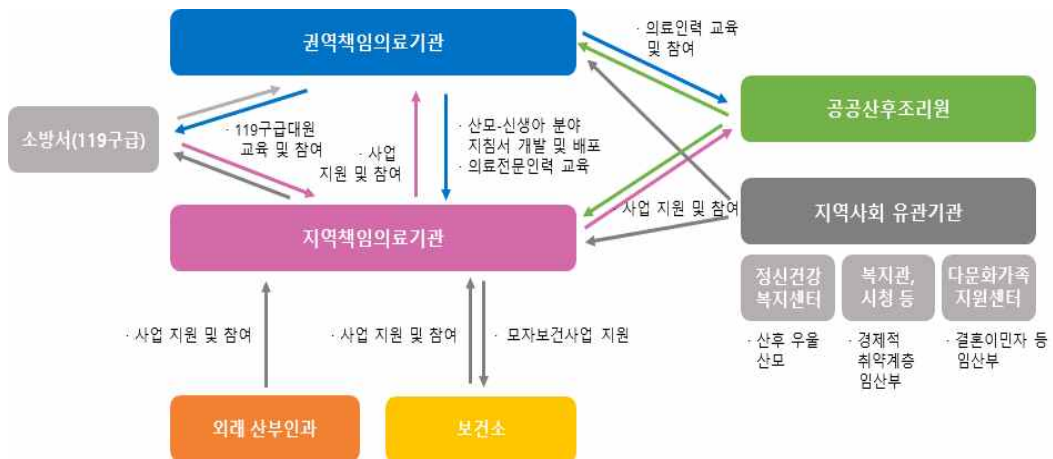 권역책임의료기관
· 의료인력 교육
및 참여
공공산후조리원
소방서(119구급)
· 119구급대원
교육 및 참여
· 사업
지원 및 참여
· 산모-신생아 분야
지침서 개발 및 배포
· 의료전문인력 교육
· 사업 지원 및 참여
지역책임의료기관
지역사회 유관기관
정신건강
복지센터
복지관,
시청 등
다문화가족
지원센터
· 산후 우울
산모
· 경제적
취약계층
임산부
· 결혼이민자 등
임산부
· 사업 지원 및 참여
· 사업 지원 및 참여
· 모자보건사업 지원
외래 산부인과
보건소